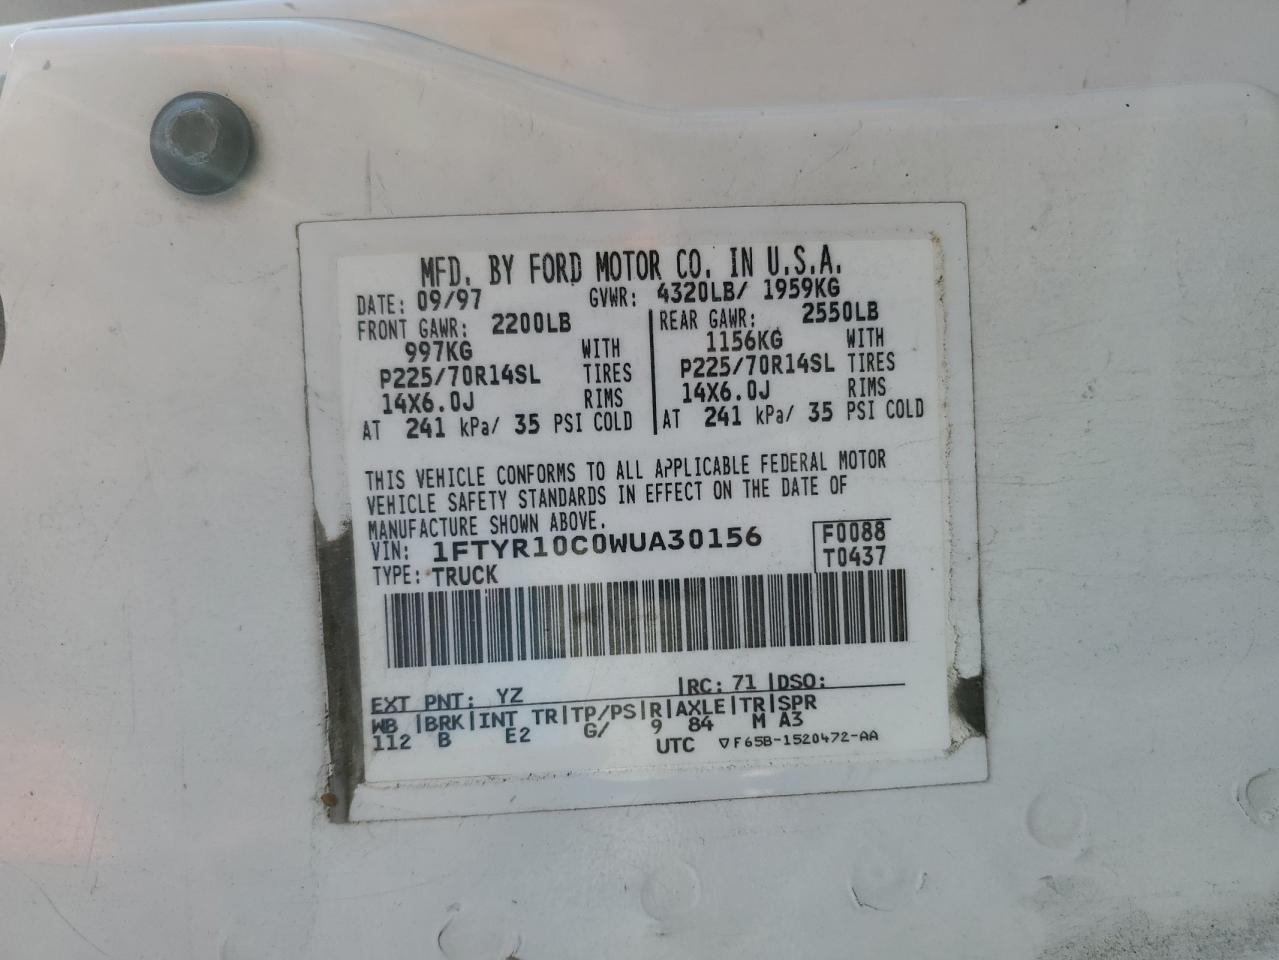 MFD. BY FORD MOTOR CO. IN U.S.A.
DATE: 09/97 GVWR: 4320LB/ 1959KG
FRONT GAWR: 2200LB REAR GAWR: 2550LB
997KG WITH 1156KG WITH
P225/70R14SL TIRES P225/70R14SL TIRES
14X6.0J RIMS 14X6.0J RIMS
AT 241 kPa/ 35 PSI COLD AT 241 kPa/ 35 PSI COLD
THIS VEHICLE CONFORMS TO ALL APPLICABLE FEDERAL MOTOR
VEHICLE SAFETY STANDARDS IN EFFECT ON THE DATE OF
MANUFACTURE SHOWN ABOVE.
VIN: 1FTYR10C0WUA30156 F0088
TYPE: TRUCK T0437
EXT PNT: YZ RC: 71 DSO:
WB BRK INT TR TP/PS R AXLE TR SPR
112 B E2 G/ 9 84 M A3
UTC ▽F65B-1520472-AA